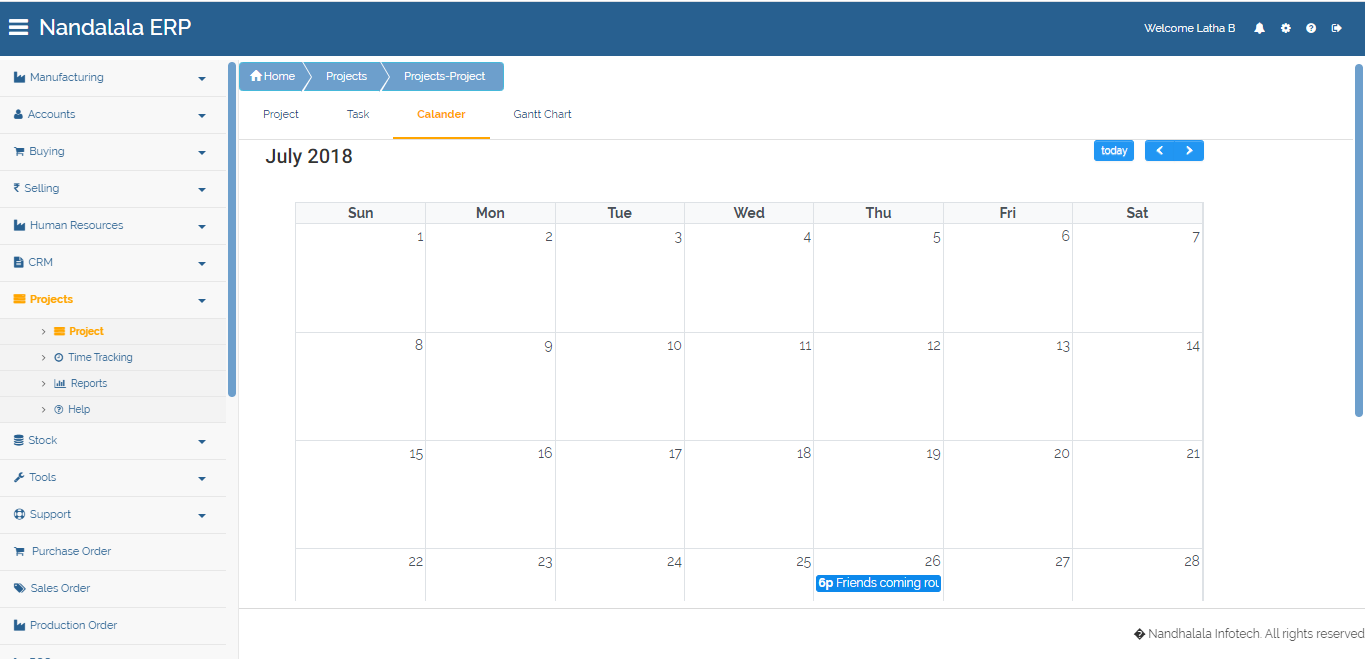 Nandalala ERP
Welcome Latha B
Manufacturing
Accounts
Buying
Selling
Human Resources
CRM
Projects
Project
Time Tracking
Reports
Help
Stock
Tools
Support
Purchase Order
Sales Order
Production Order
Home Projects Projects-Project
Project Task Calander Gantt Chart
July 2018
today
Sun Mon Tue Wed Thu Fri Sat
1 2 3 4 5 6 7
8 9 10 11 12 13 14
15 16 17 18 19 20 21
22 23 24 25 26 27 28
6p Friends coming rou
� Nandhalala Infotech. All rights reserved